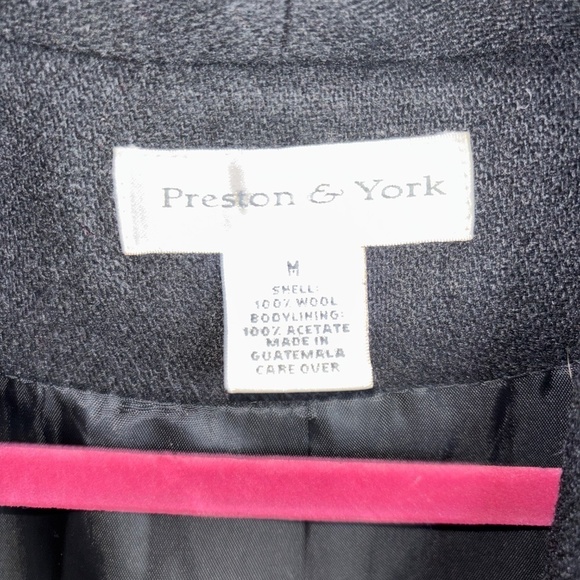 Preston & York
M
SHELL:
100% WOOL
BODYLINING:
100% ACETATE
MADE IN
GUATEMALA
CARE OVER